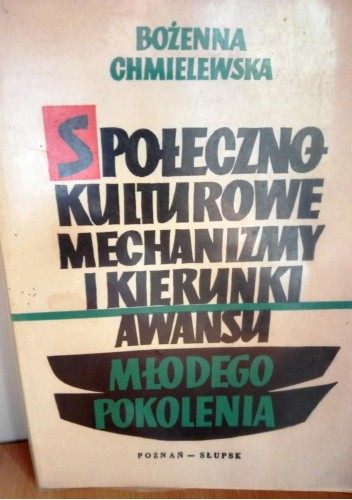 BOŻENNA
CHMIELEWSKA
SPOŁECZNO-
KULTUROWE
MECHANIZMY
I KIERUNKI
AWANSU
MŁODEGO
POKOLENIA
POZNAŃ – SŁUPSK